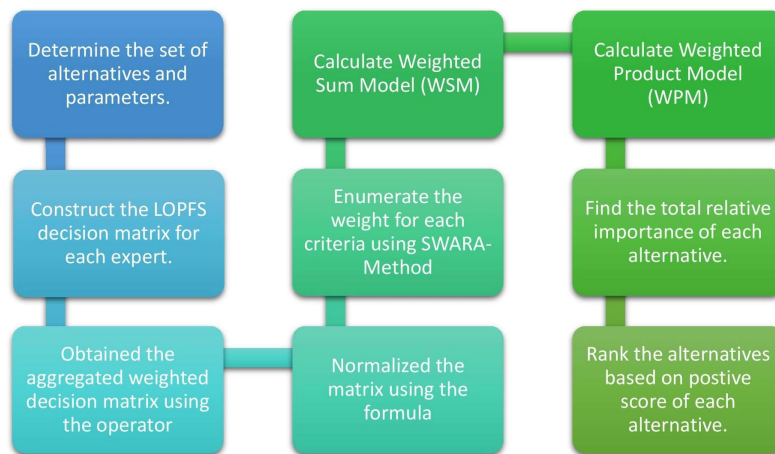 Determine the set of
alternatives and
parameters.
Construct the LOPFS
decision matrix for
each expert.
Obtained the
aggregated weighted
decision matrix using
the operator
Normalized the
matrix using the
formula
Enumerate the
weight for each
criteria using SWARA-
Method
Calculate Weighted
Sum Model (WSM)
Calculate Weighted
Product Model
(WPM)
Find the total relative
importance of each
alternative.
Rank the alternatives
based on postive
score of each
alternative.